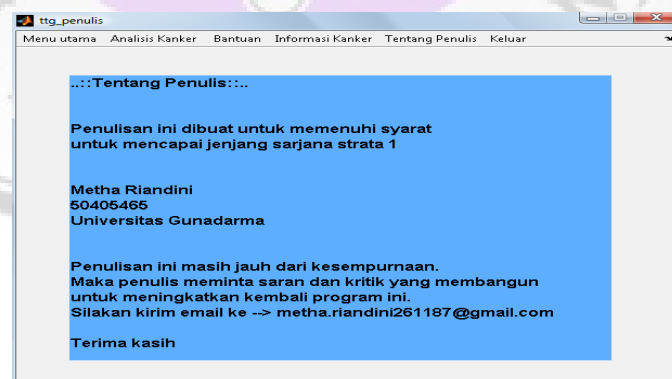 ttg_penulis
Menu utama Analisis Kanker Bantuan Informasi Kanker Tentang Penulis Keluar
..::Tentang Penulis::..
Penulisan ini dibuat untuk memenuhi syarat
untuk mencapai jenjang sarjana strata 1
Metha Riandini
50405465
Universitas Gunadarma
Penulisan ini masih jauh dari kesempurnaan.
Maka penulis meminta saran dan kritik yang membangun
untuk meningkatkan kembali program ini.
Silakan kirim email ke --> metha.riandini261187@gmail.com
Terima kasih